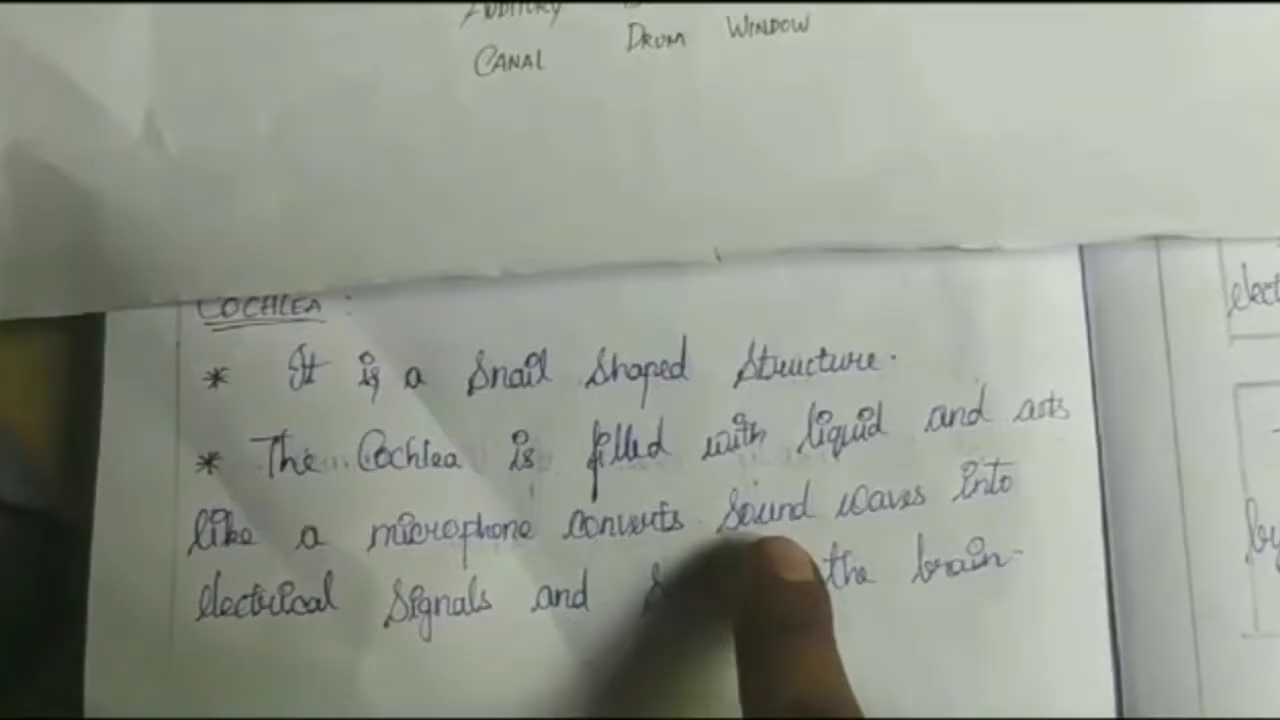 AUDITORY
DRUM WINDOW
CANAL
COCHLEA :
* It is a Snail Shaped Structure.
* The Cochlea is filled with liquid and acts
like a microphone converts Sound waves into
electrical Signals and the brain.